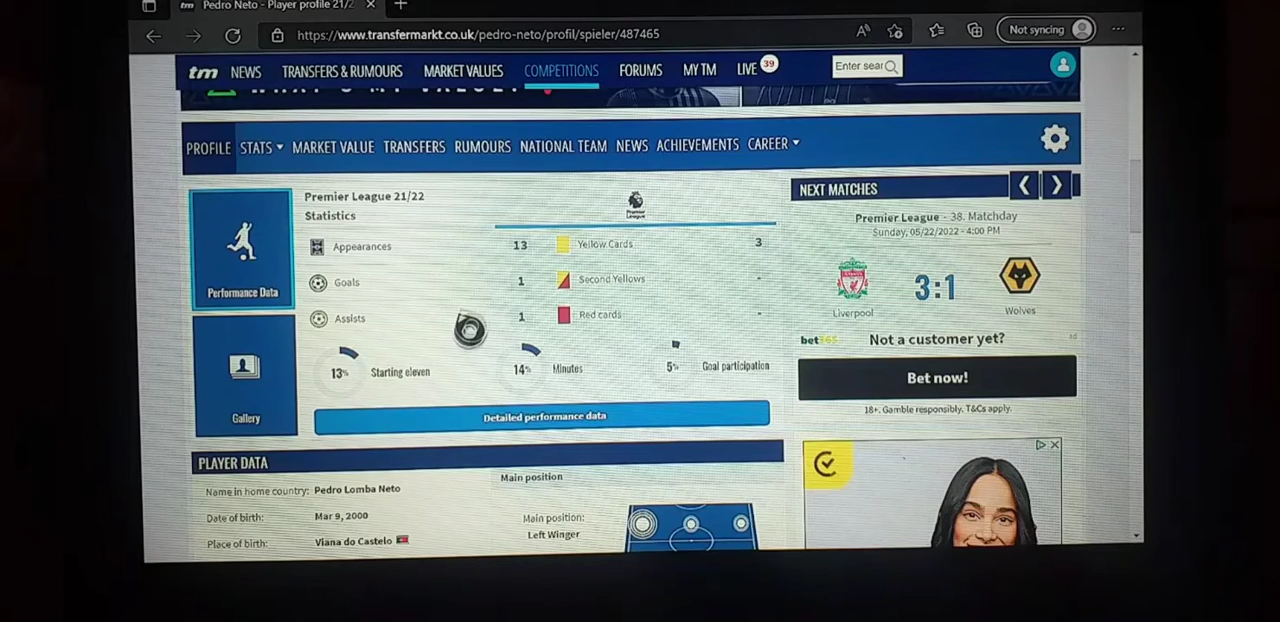 tm Pedro Neto - Player profile 21/2
https://www.transfermarkt.co.uk/pedro-neto/profil/spieler/487465
Not syncing
tm NEWS TRANSFERS & RUMOURS MARKET VALUES COMPETITIONS FORUMS MY TM LIVE 39
Enter sear
PROFILE STATS MARKET VALUE TRANSFERS RUMOURS NATIONAL TEAM NEWS ACHIEVEMENTS CAREER
Performance Data
Gallery
Premier League 21/22
Statistics
Premier League
Appearances 13 Yellow Cards 3
Goals 1 Second Yellows -
Assists 1 Red cards -
13% Starting eleven 14% Minutes 5% Goal participation
Detailed performance data
NEXT MATCHES
Premier League - 38. Matchday
Sunday, 05/22/2022 - 4:00 PM
3:1
Liverpool Wolves
bet365 Not a customer yet? ad
Bet now!
18+. Gamble responsibly. T&Cs apply.
PLAYER DATA
Name in home country: Pedro Lomba Neto
Date of birth: Mar 9, 2000
Place of birth: Viana do Castelo
Main position
Main position:
Left Winger